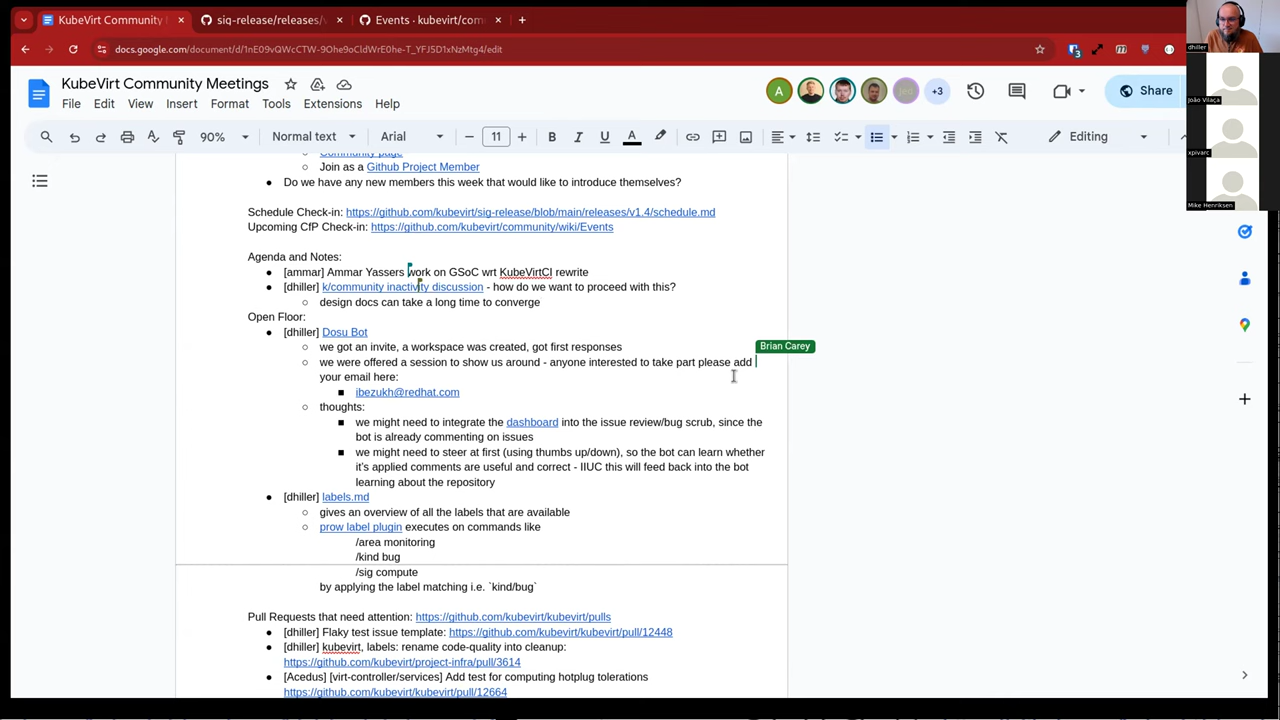 KubeVirt Community
sig-release/releases/v
Events · kubevirt/com
docs.google.com/document/d/1nE09vQWcCTW-9Ohe9oCldWrE0he-T_YFJ5D1xNzMtg4/edit
dhiller
KubeVirt Community Meetings
+3
Share
File Edit View Insert Format Tools Extensions Help
João Vilaça
90% Normal text Arial 11 Editing
xpivarc
Community page
Join as a Github Project Member
Do we have any new members this week that would like to introduce themselves?
Mike Henriksen
Schedule Check-in: https://github.com/kubevirt/sig-release/blob/main/releases/v1.4/schedule.md
Upcoming CfP Check-in: https://github.com/kubevirt/community/wiki/Events
Agenda and Notes:
[ammar] Ammar Yassers work on GSoC wrt KubeVirtCI rewrite
[dhiller] k/community inactivity discussion - how do we want to proceed with this?
design docs can take a long time to converge
Open Floor:
[dhiller] Dosu Bot
we got an invite, a workspace was created, got first responses
Brian Carey
we were offered a session to show us around - anyone interested to take part please add
your email here:
ibezukh@redhat.com
thoughts:
we might need to integrate the dashboard into the issue review/bug scrub, since the
bot is already commenting on issues
we might need to steer at first (using thumbs up/down), so the bot can learn whether
it's applied comments are useful and correct - IIUC this will feed back into the bot
learning about the repository
[dhiller] labels.md
gives an overview of all the labels that are available
prow label plugin executes on commands like
/area monitoring
/kind bug
/sig compute
by applying the label matching i.e. `kind/bug`
Pull Requests that need attention: https://github.com/kubevirt/kubevirt/pulls
[dhiller] Flaky test issue template: https://github.com/kubevirt/kubevirt/pull/12448
[dhiller] kubevirt, labels: rename code-quality into cleanup:
https://github.com/kubevirt/project-infra/pull/3614
[Acedus] [virt-controller/services] Add test for computing hotplug tolerations
https://github.com/kubevirt/kubevirt/pull/12664